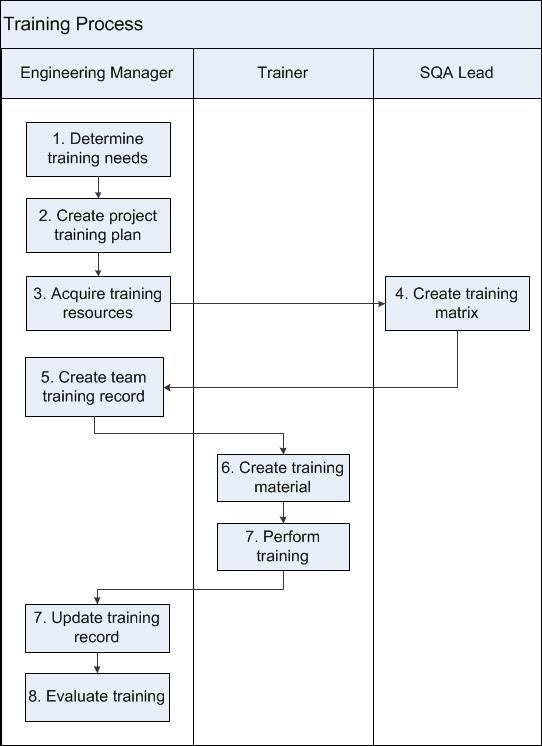 Training Process
Engineering Manager
Trainer
SQA Lead
1. Determine
training needs
2. Create project
training plan
3. Acquire training
resources
4. Create training
matrix
5. Create team
training record
6. Create training
material
7. Perform
training
7. Update training
record
8. Evaluate training